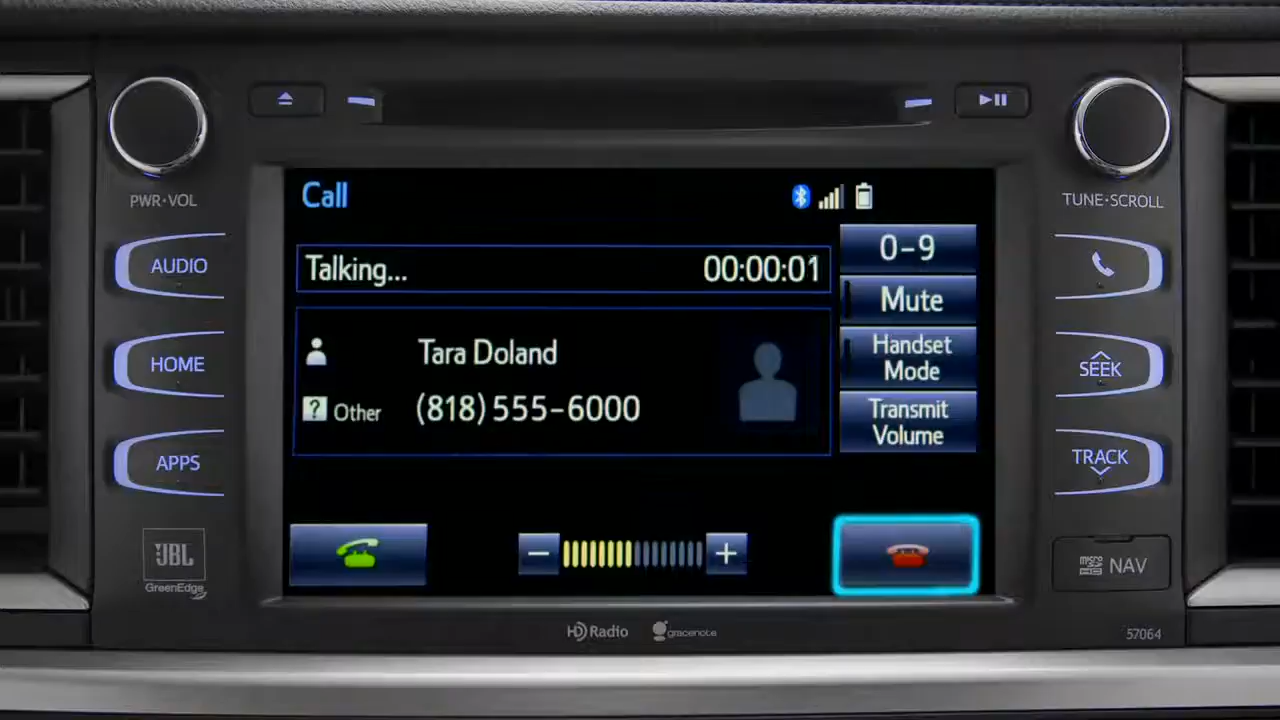 PWR•VOL
TUNE•SCROLL
AUDIO
HOME
APPS
JBL
GreenEdge
Call
Talking... 00:00:01
Tara Doland
? Other (818) 555-6000
0-9
Mute
Handset
Mode
Transmit
Volume
− +
SEEK
TRACK
micro
NAV
HD Radio gracenote
57064